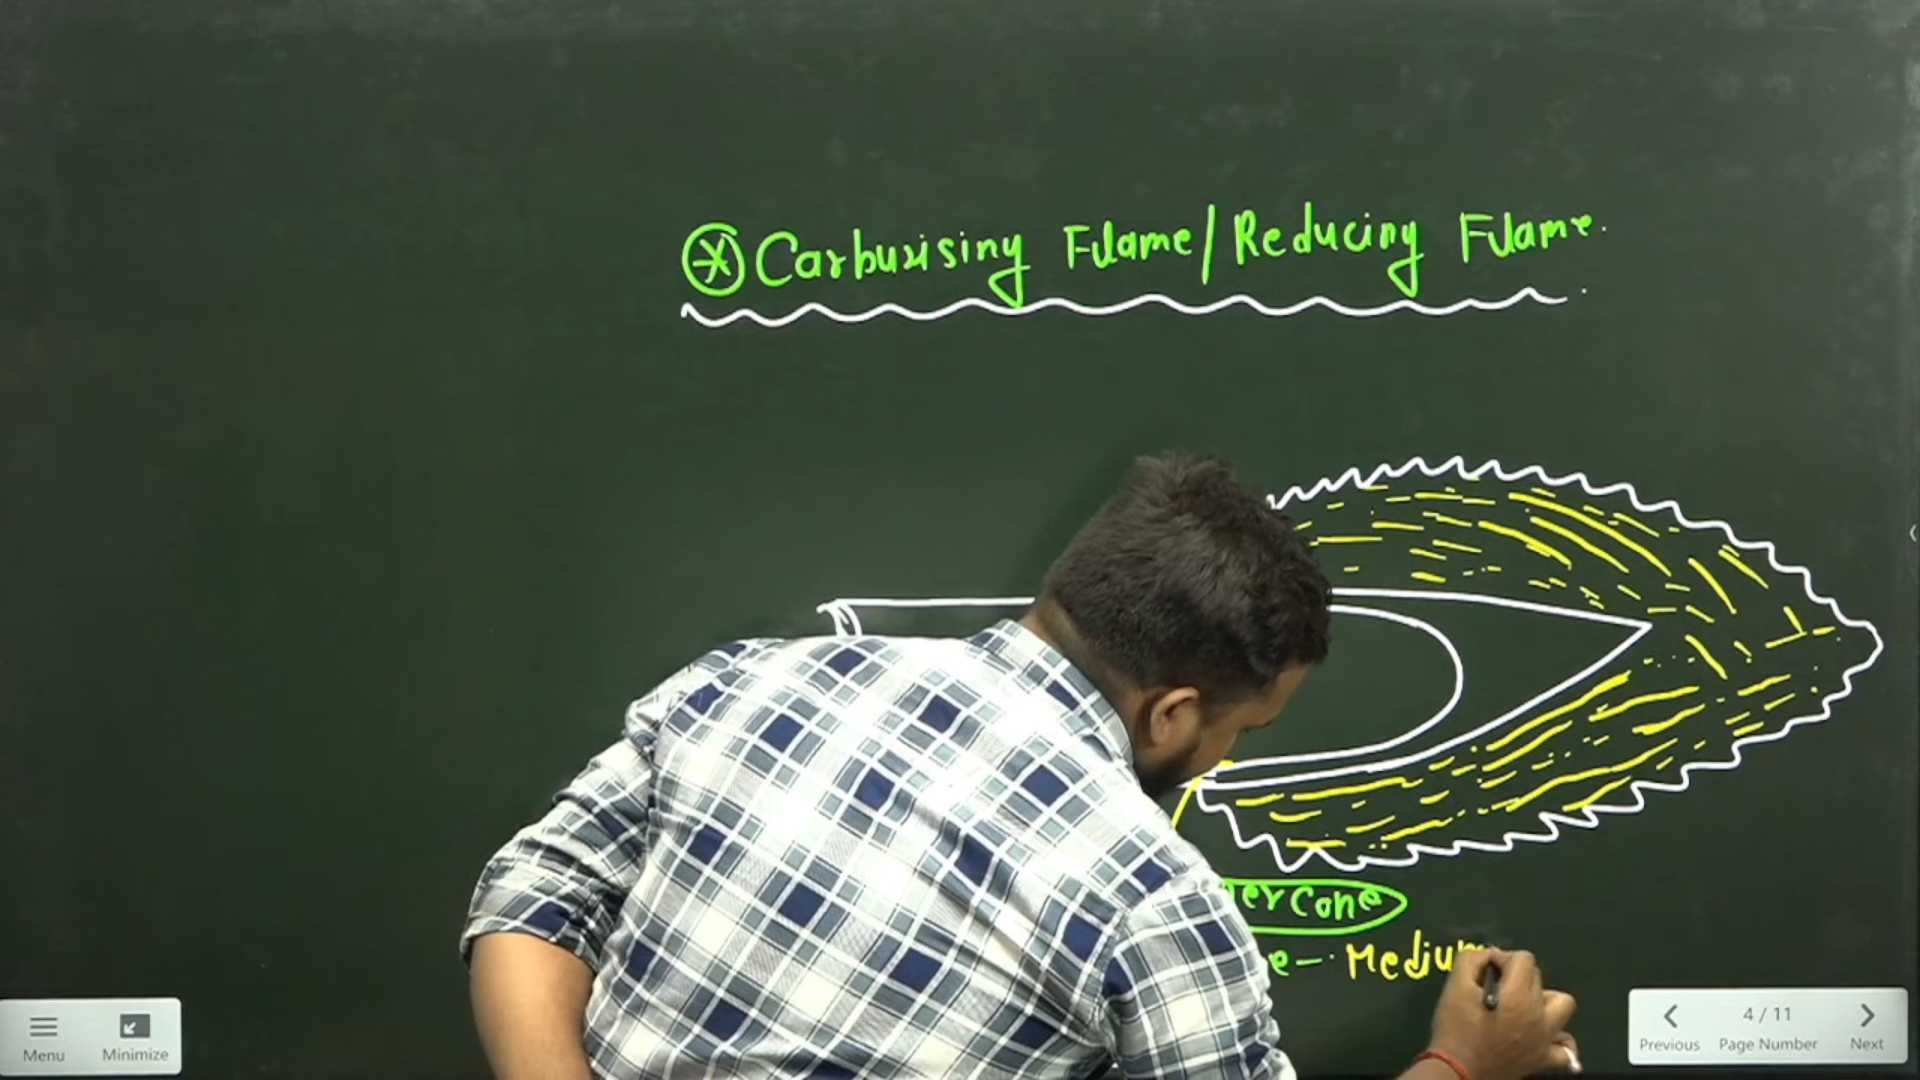 Carburising Flame/Reducing Flame.
Cone
Medium
Menu
Minimize
4 / 11
Previous
Page Number
Next